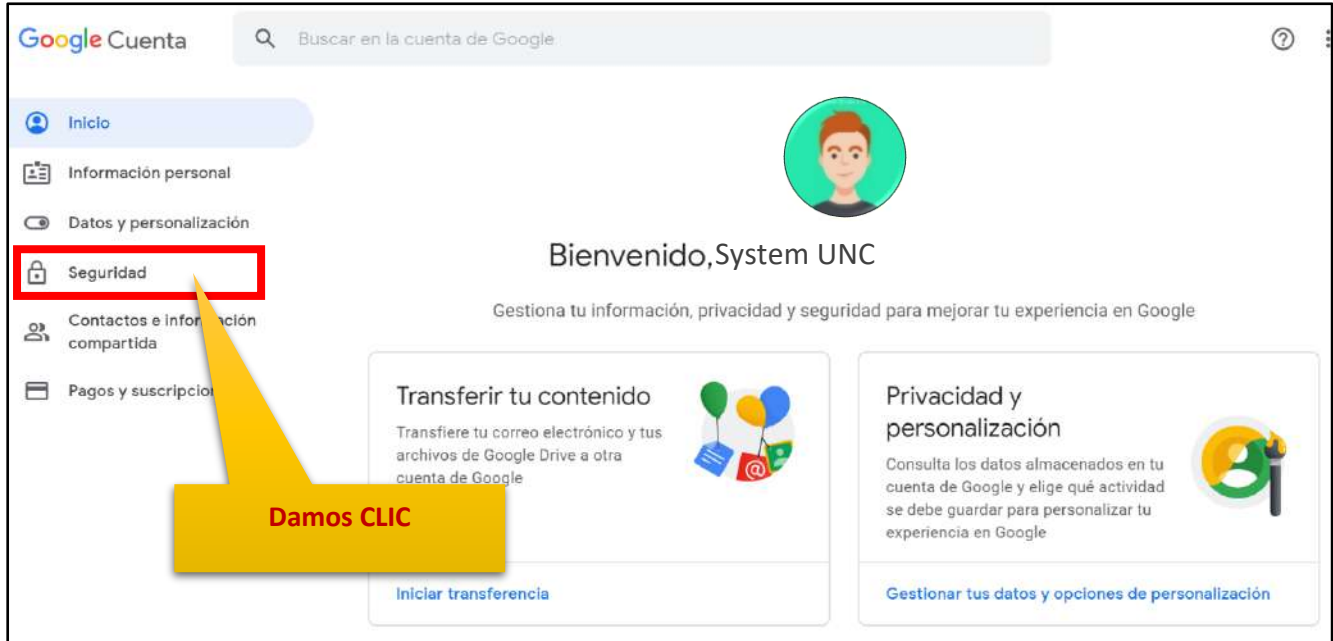 Google Cuenta
Buscar en la cuenta de Google
Inicio
Información personal
Datos y personalización
Seguridad
Contactos e información
compartida
Pagos y suscripcion
Bienvenido, System UNC
Gestiona tu información, privacidad y seguridad para mejorar tu experiencia en Google
Transferir tu contenido
Transfiere tu correo electrónico y tus
archivos de Google Drive a otra
cuenta de Google
Iniciar transferencia
Privacidad y
personalización
Consulta los datos almacenados en tu
cuenta de Google y elige qué actividad
se debe guardar para personalizar tu
experiencia en Google
Gestionar tus datos y opciones de personalización
Damos CLIC